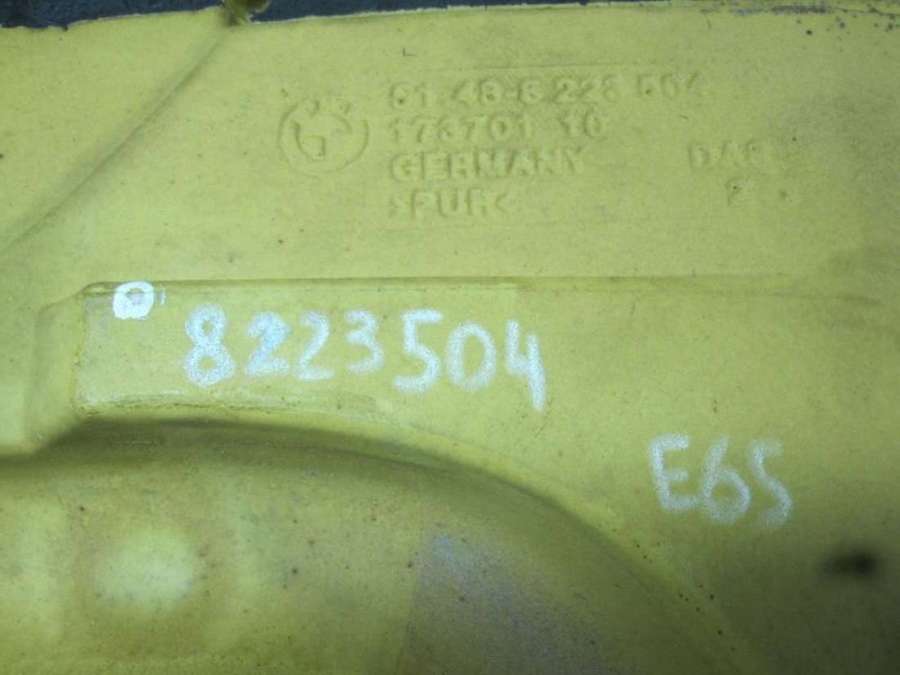 51 48-8 223 504
173701 10
GERMANY
>PUR<
8223504
E65